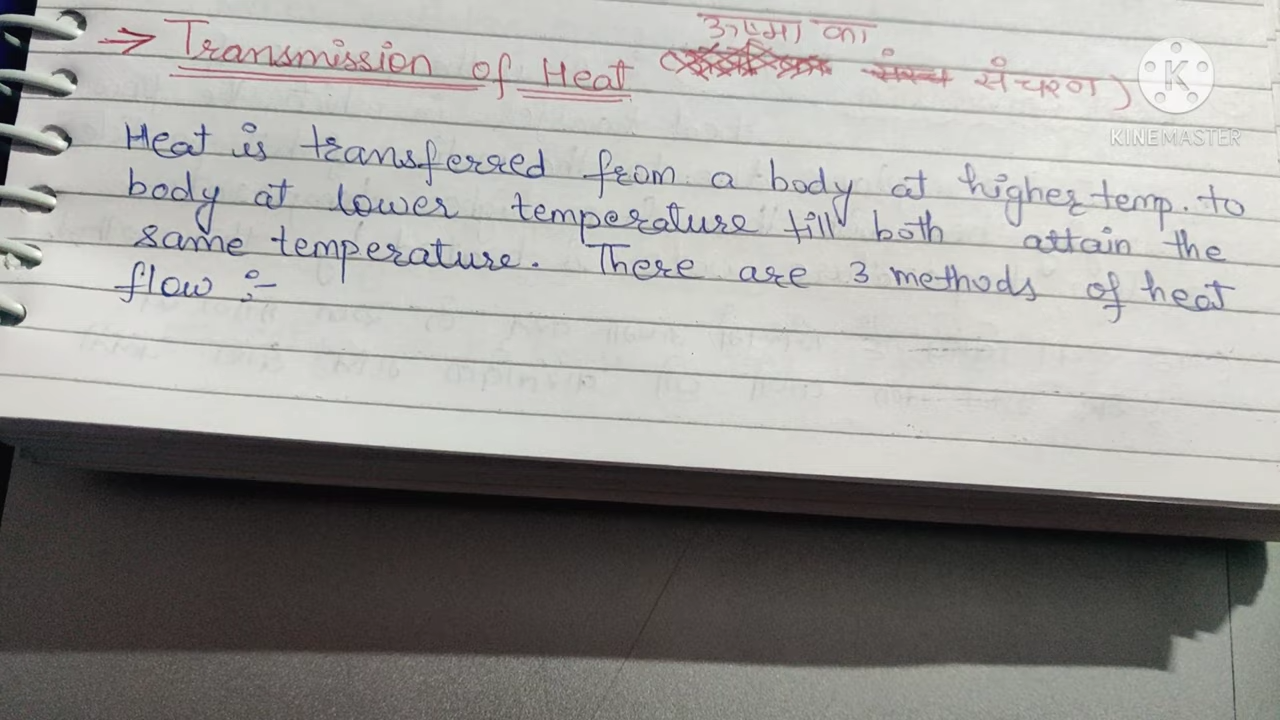 → Transmission of Heat (ऊष्मा का संचरण)
Heat is transferred from a body at higher temp. to
body at lower temperature till both attain the
same temperature. There are 3 methods of heat
flow :-
K
KINEMASTER